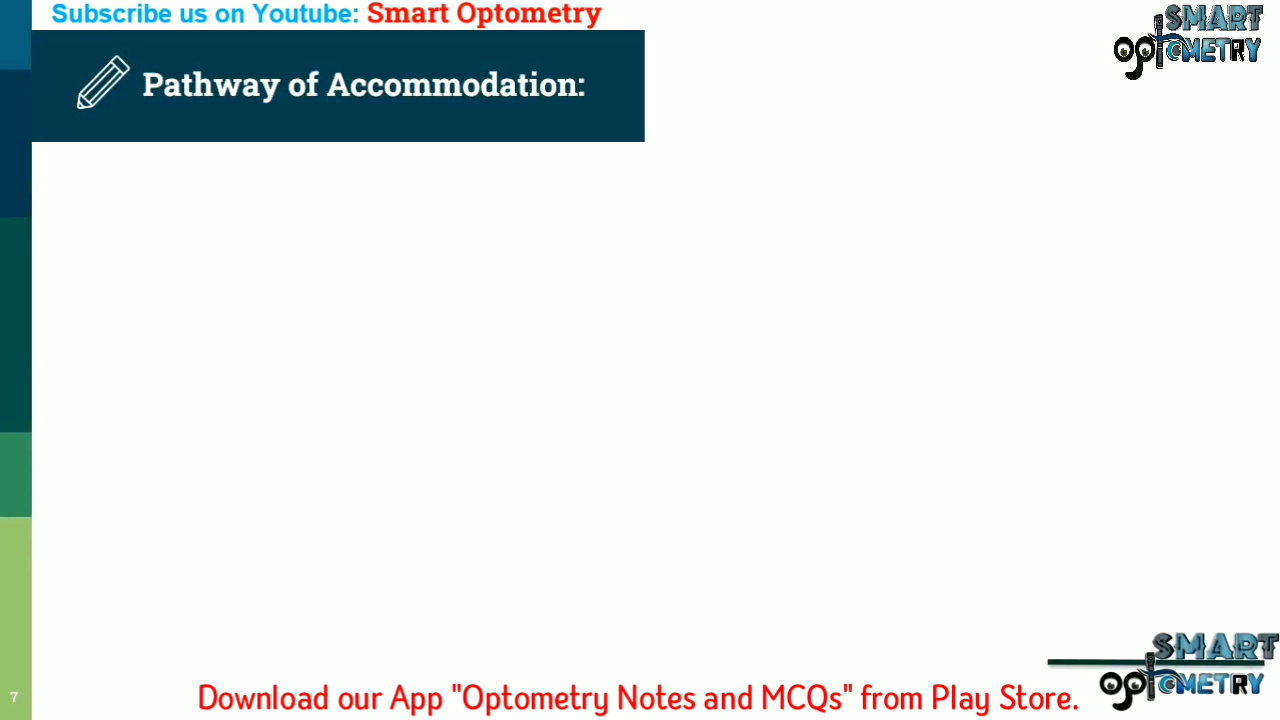 Subscribe us on Youtube: Smart Optometry
SMART
OPTOMETRY
Pathway of Accommodation:
SMART
OPTOMETRY
7
Download our App "Optometry Notes and MCQs" from Play Store.